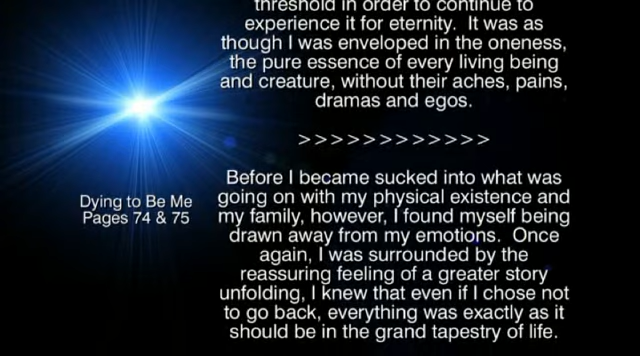 threshold in order to continue to
experience it for eternity. It was as
though I was enveloped in the oneness,
the pure essence of every living being
and creature, without their aches, pains,
dramas and egos.
>>>>>>>>>>>>
Dying to Be Me
Pages 74 & 75
Before I became sucked into what was
going on with my physical existence and
my family, however, I found myself being
drawn away from my emotions. Once
again, I was surrounded by the
reassuring feeling of a greater story
unfolding, I knew that even if I chose not
to go back, everything was exactly as it
should be in the grand tapestry of life.